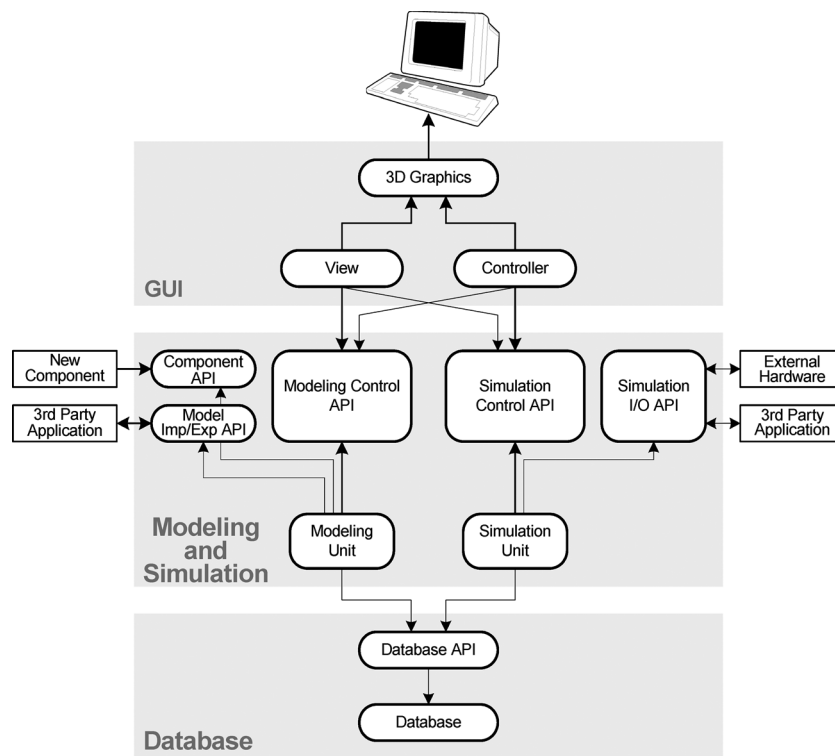 3D Graphics
View
Controller
GUI
New
Component
Component
API
Modeling Control
API
Simulation
Control API
Simulation
I/O API
External
Hardware
3rd Party
Application
Model
Imp/Exp API
3rd Party
Application
Modeling
and
Simulation
Modeling
Unit
Simulation
Unit
Database API
Database
Database